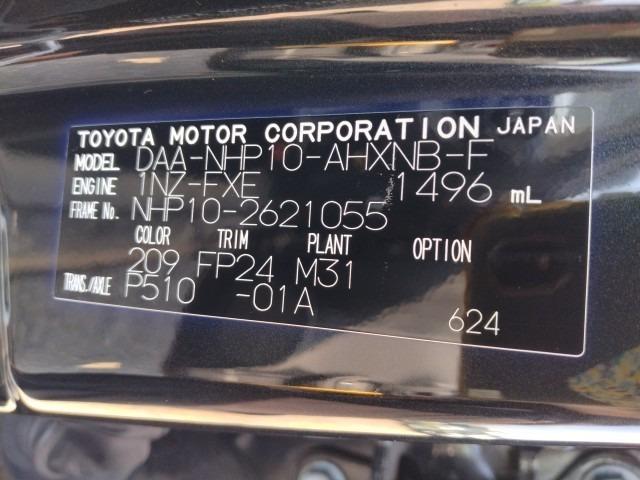 TOYOTA MOTOR CORPORATION JAPAN
MODEL DAA-NHP10-AHXNB-F
ENGINE 1NZ-FXE 1496 mL
FRAME No. NHP10-2621055
COLOR TRIM PLANT OPTION
209 FP24 M31
TRANS./AXLE P510 -01A
624